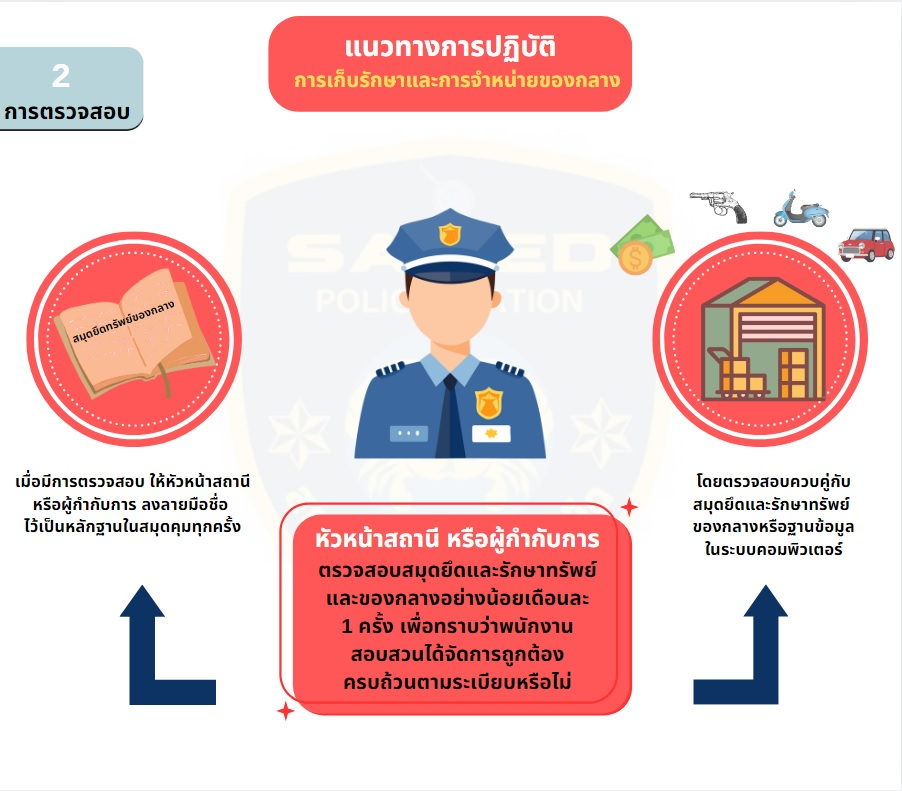 แนวทางการปฏิบัติ
การเก็บรักษาและการจำหน่ายของกลาง
2
การตรวจสอบ
POLICE STATION
สมุดยึดทรัพย์ของกลาง
เมื่อมีการตรวจสอบ ให้หัวหน้าสถานี
หรือผู้กำกับการ ลงลายมือชื่อ
ไว้เป็นหลักฐานในสมุดคุมทุกครั้ง
โดยตรวจสอบควบคู่กับ
สมุดยึดและรักษาทรัพย์
ของกลางหรือฐานข้อมูล
ในระบบคอมพิวเตอร์
หัวหน้าสถานี หรือผู้กำกับการ
ตรวจสอบสมุดยึดและรักษาทรัพย์
และของกลางอย่างน้อยเดือนละ
1 ครั้ง เพื่อทราบว่าพนักงาน
สอบสวนได้จัดการถูกต้อง
ครบถ้วนตามระเบียบหรือไม่